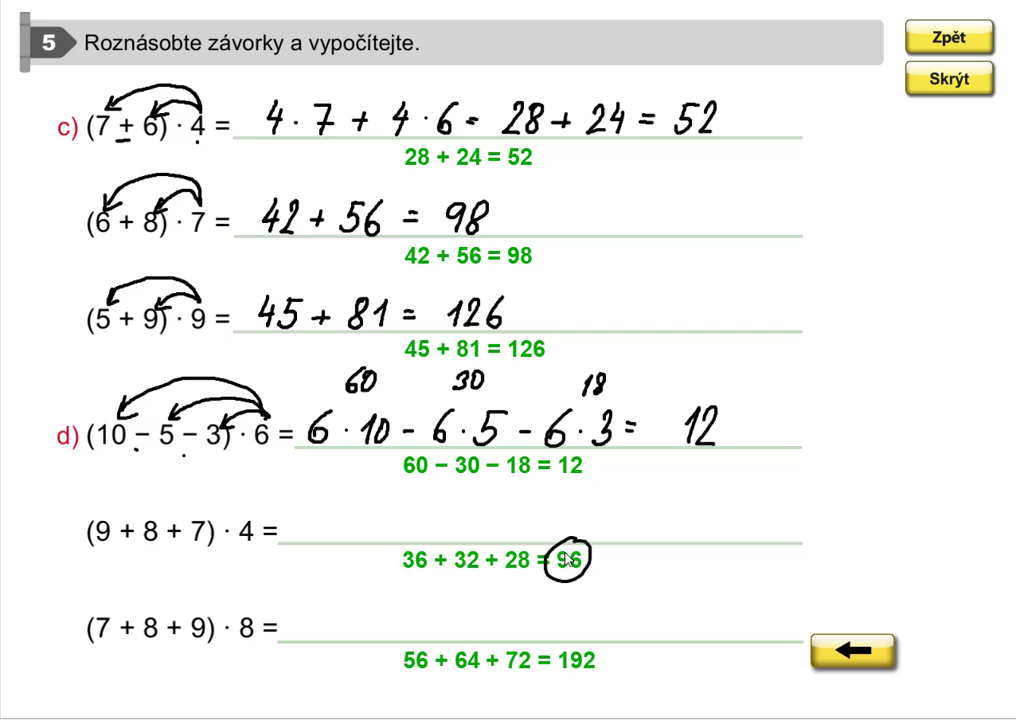 5 Roznásobte závorky a vypočítejte.
Zpět
Skrýt
c) (7 + 6) · 4 = 4 · 7 + 4 · 6 = 28 + 24 = 52
28 + 24 = 52
(6 + 8) · 7 = 42 + 56 = 98
42 + 56 = 98
(5 + 9) · 9 = 45 + 81 = 126
45 + 81 = 126
60 30 18
d) (10 − 5 − 3) · 6 = 6 · 10 − 6 · 5 − 6 · 3 = 12
60 − 30 − 18 = 12
(9 + 8 + 7) · 4 =
36 + 32 + 28 = 96
(7 + 8 + 9) · 8 =
56 + 64 + 72 = 192